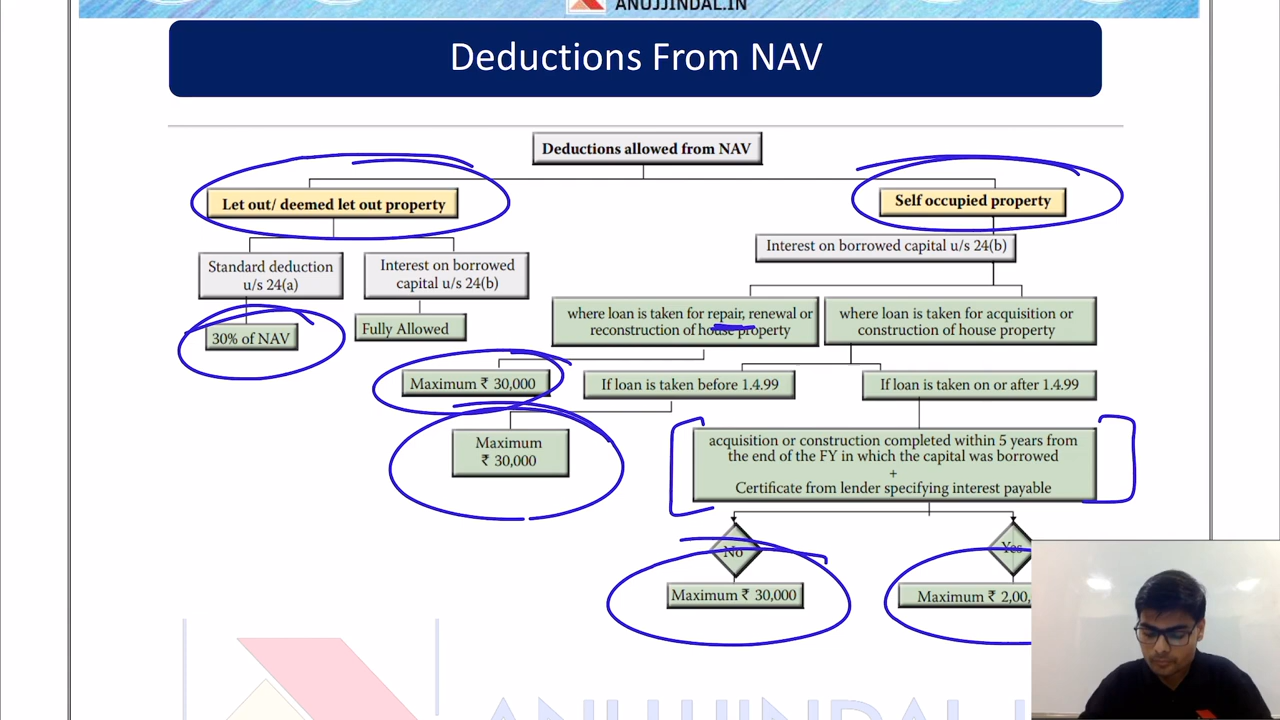 ANUJJINDAL.IN
Deductions From NAV
Deductions allowed from NAV
Let out/ deemed let out property
Self occupied property
Standard deduction
u/s 24(a)
Interest on borrowed
capital u/s 24(b)
Interest on borrowed capital u/s 24(b)
30% of NAV
Fully Allowed
where loan is taken for repair, renewal or
reconstruction of house property
where loan is taken for acquisition or
construction of house property
Maximum ₹ 30,000
If loan is taken before 1.4.99
If loan is taken on or after 1.4.99
Maximum
₹ 30,000
acquisition or construction completed within 5 years from
the end of the FY in which the capital was borrowed
+
Certificate from lender specifying interest payable
No
Yes
Maximum ₹ 30,000
Maximum ₹ 2,00,
ANUJJINDAL.I